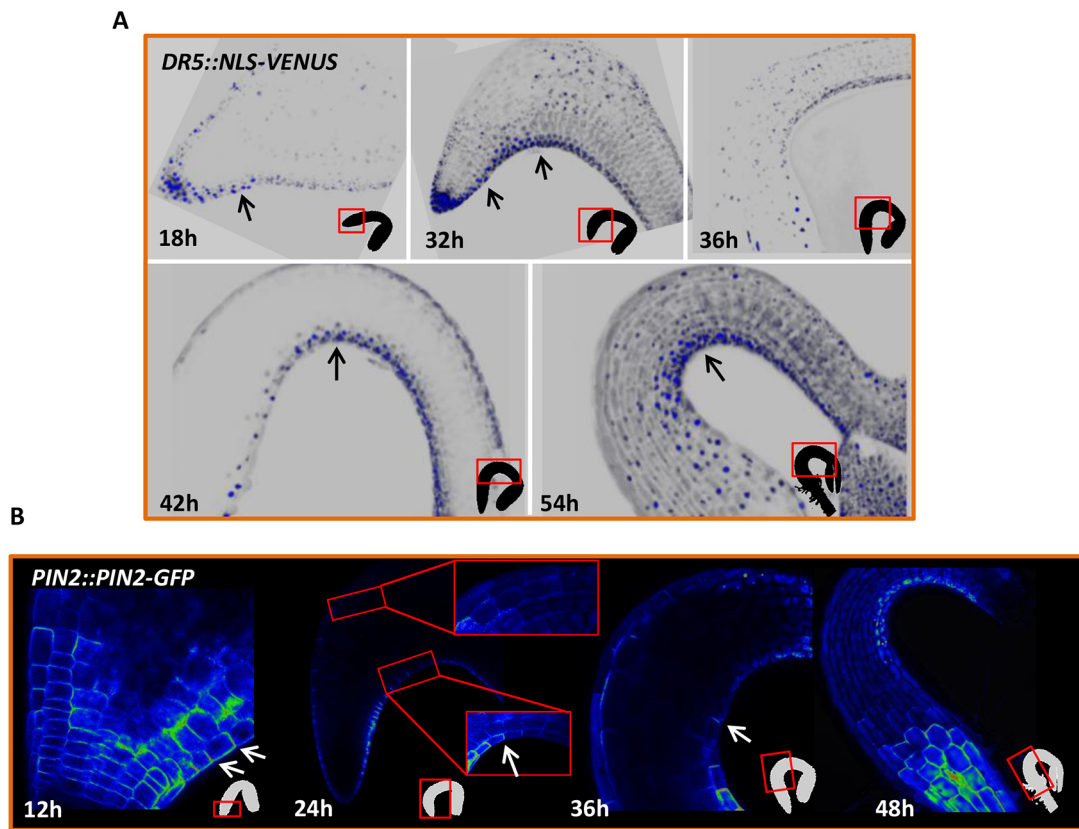 A
DR5::NLS-VENUS
18h
32h
36h
42h
54h
B
PIN2::PIN2-GFP
12h
24h
36h
48h